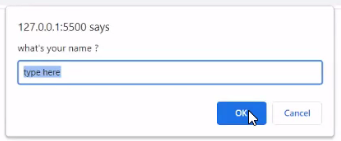 127.0.0.1:5500 says
what's your name ?
type here
OK
Cancel